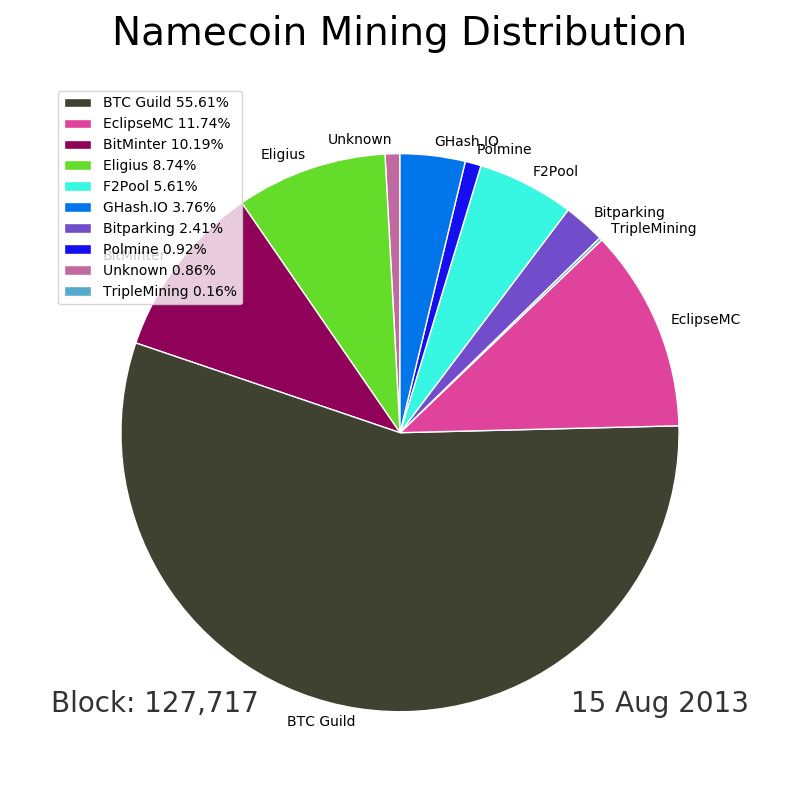 Namecoin Mining Distribution
BTC Guild 55.61%
EclipseMC 11.74%
BitMinter 10.19%
Eligius 8.74%
F2Pool 5.61%
GHash.IO 3.76%
Bitparking 2.41%
Polmine 0.92%
Unknown 0.86%
TripleMining 0.16%
Unknown
GHash.IO
Polmine
Eligius
F2Pool
Bitparking
TripleMining
BitMinter
EclipseMC
Block: 127,717
15 Aug 2013
BTC Guild